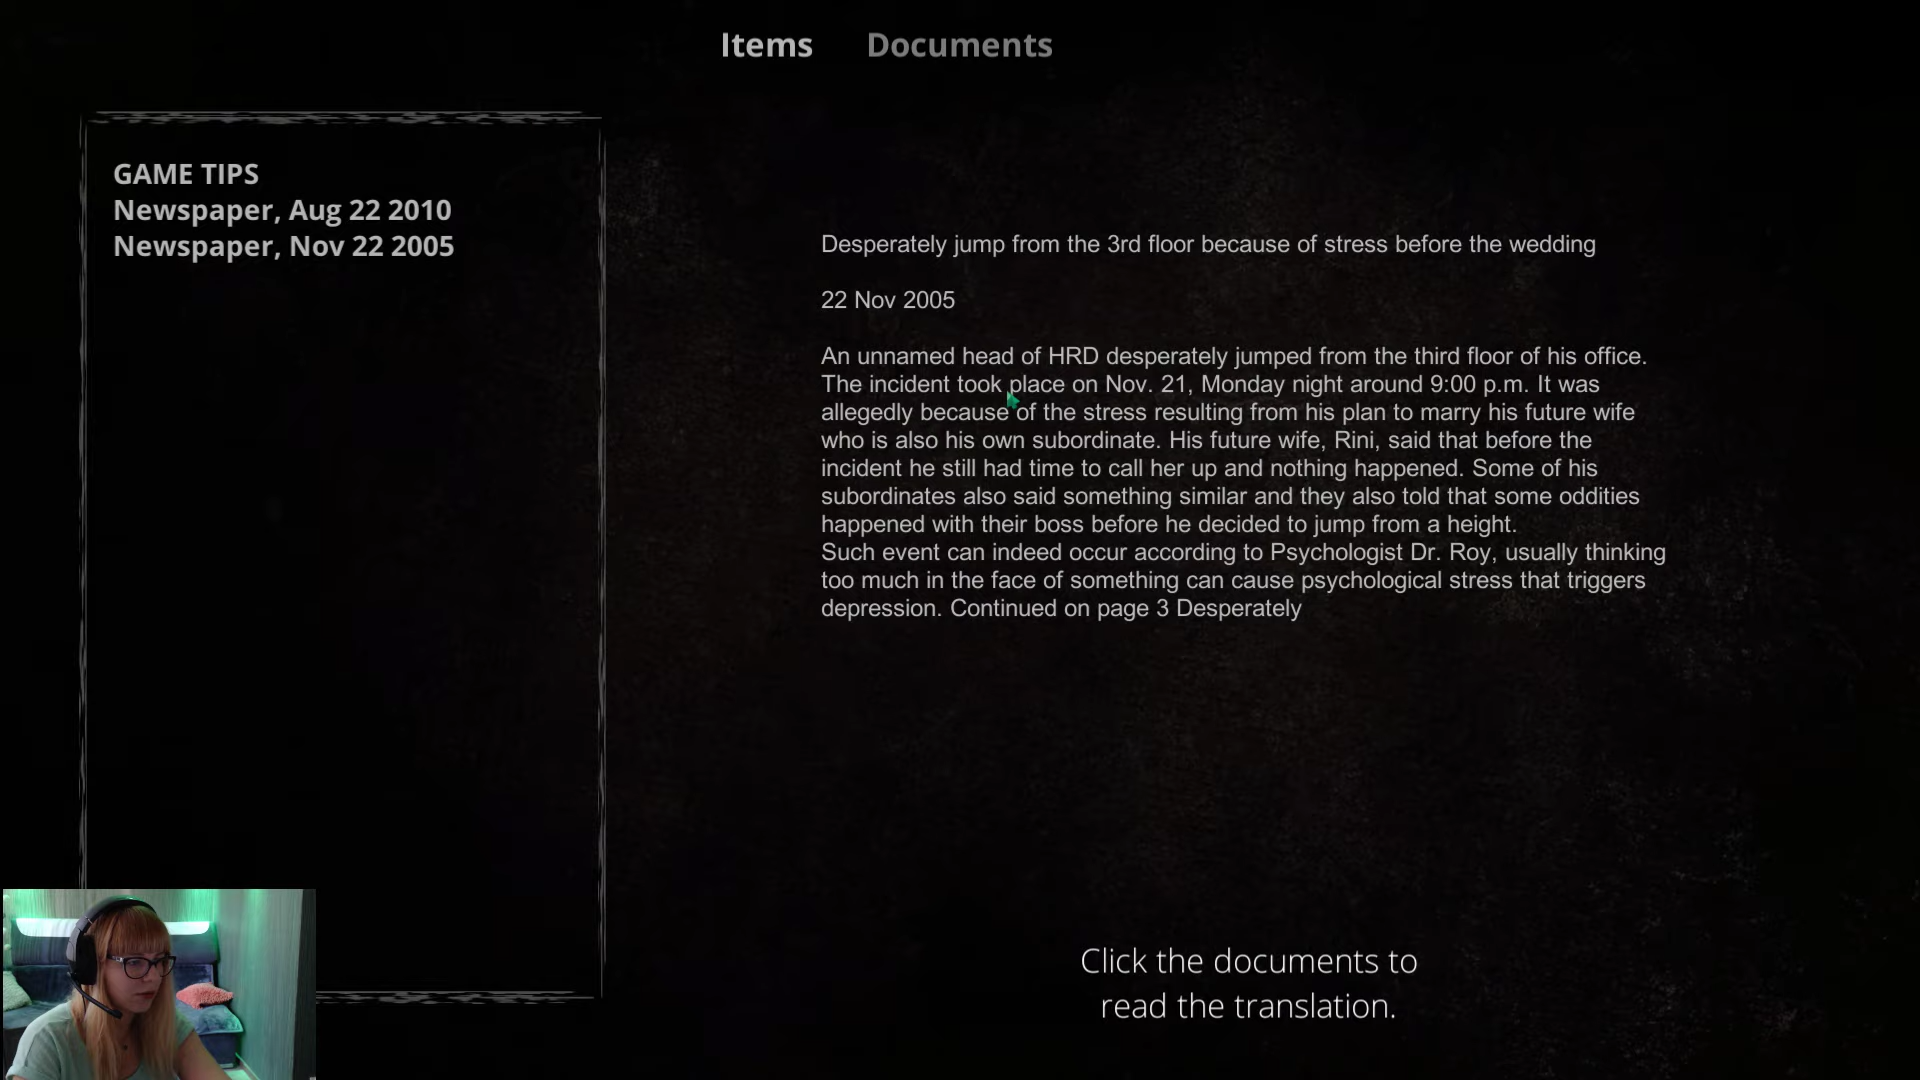 Items Documents
GAME TIPS
Newspaper, Aug 22 2010
Newspaper, Nov 22 2005
Desperately jump from the 3rd floor because of stress before the wedding
22 Nov 2005
An unnamed head of HRD desperately jumped from the third floor of his office.
The incident took place on Nov. 21, Monday night around 9:00 p.m. It was
allegedly because of the stress resulting from his plan to marry his future wife
who is also his own subordinate. His future wife, Rini, said that before the
incident he still had time to call her up and nothing happened. Some of his
subordinates also said something similar and they also told that some oddities
happened with their boss before he decided to jump from a height.
Such event can indeed occur according to Psychologist Dr. Roy, usually thinking
too much in the face of something can cause psychological stress that triggers
depression. Continued on page 3 Desperately
Click the documents to
read the translation.